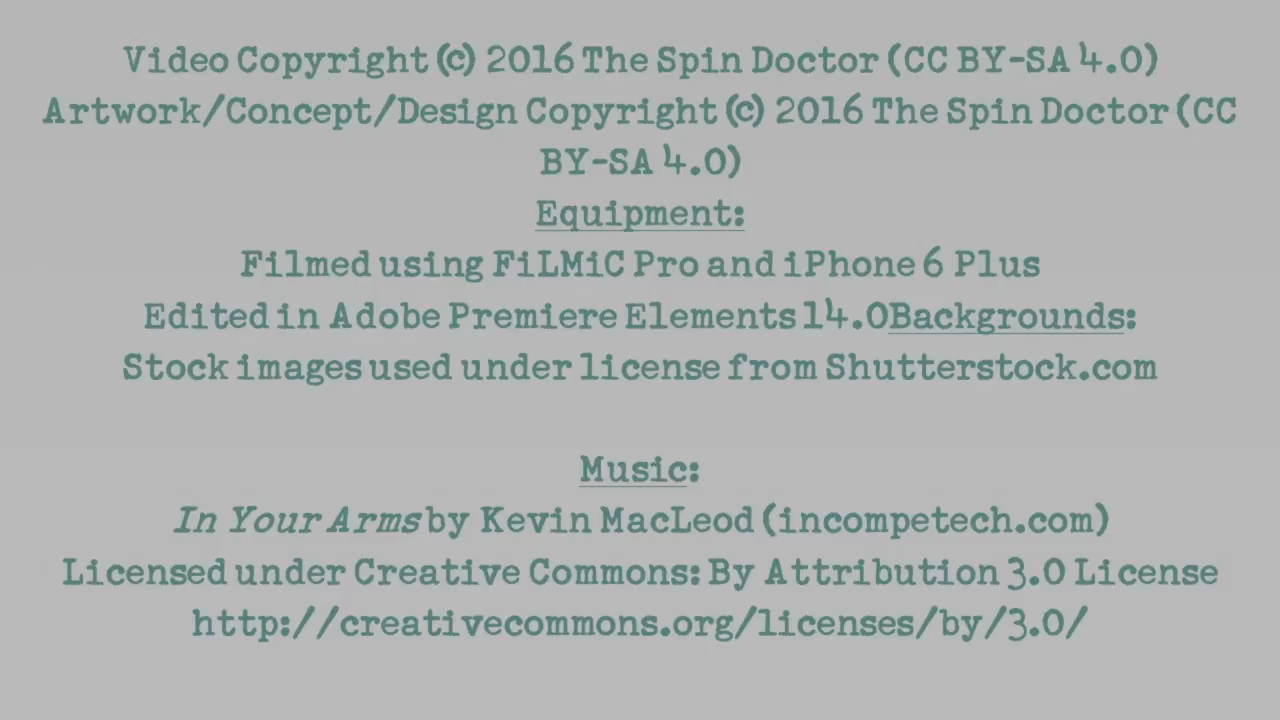 Video Copyright (c) 2016 The Spin Doctor (CC BY-SA 4.0)
Artwork/Concept/Design Copyright (c) 2016 The Spin Doctor (CC
BY-SA 4.0)
Equipment:
Filmed using FiLMiC Pro and iPhone 6 Plus
Edited in Adobe Premiere Elements 14.0Backgrounds:
Stock images used under license from Shutterstock.com
Music:
In Your Arms by Kevin MacLeod (incompetech.com)
Licensed under Creative Commons: By Attribution 3.0 License
http://creativecommons.org/licenses/by/3.0/